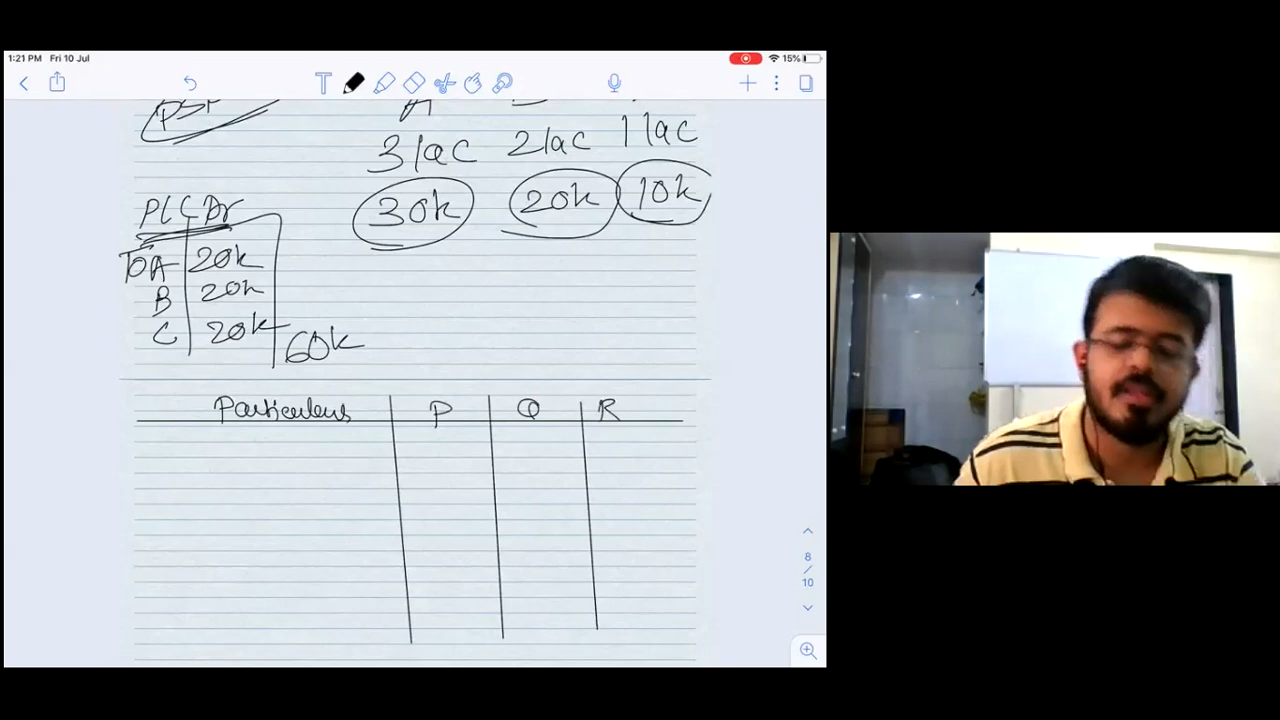 1:21 PM Fri 10 Jul
15%
T
A
3 lac 2 lac 1 lac
30k 20k 10k
TO A 20k
B 20k
C 20k
60k
Particulars P Q R
8
/
10